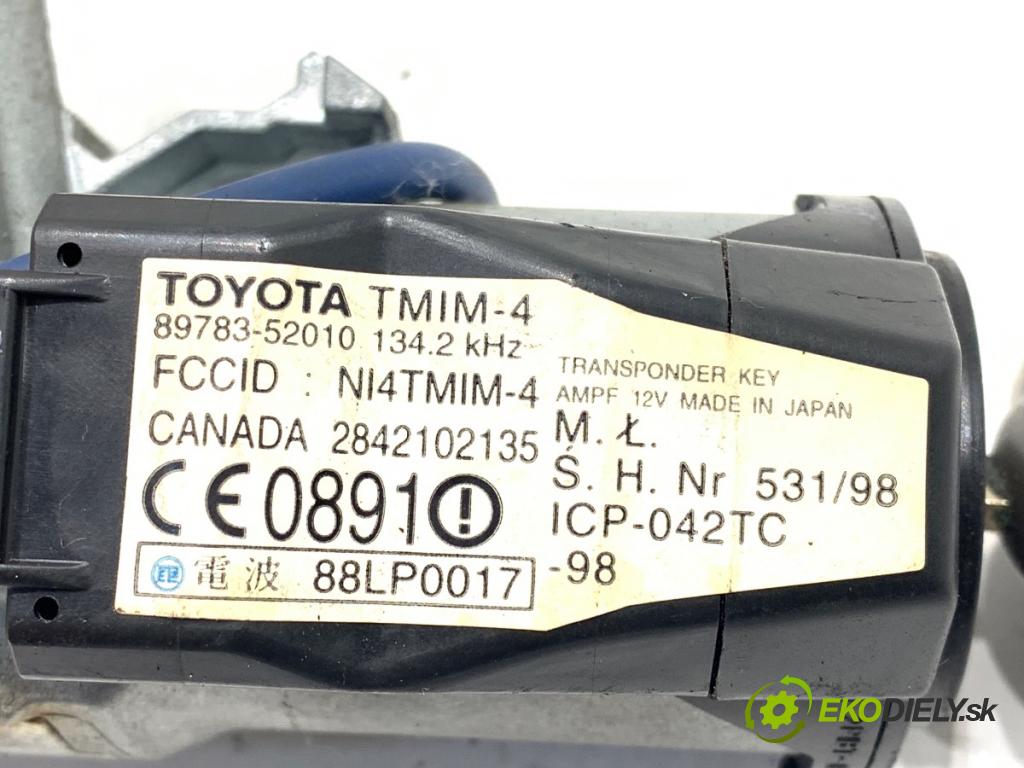 TOYOTA TMIM-4
89783-52010 134.2 kHz
FCCID : NI4TMIM-4
CANADA 2842102135
CE0891
電波 88LP0017
TRANSPONDER KEY
AMPF 12V MADE IN JAPAN
M. Ł.
Ś. H. Nr 531/98
ICP-042TC
-98
EKODIELY.sk